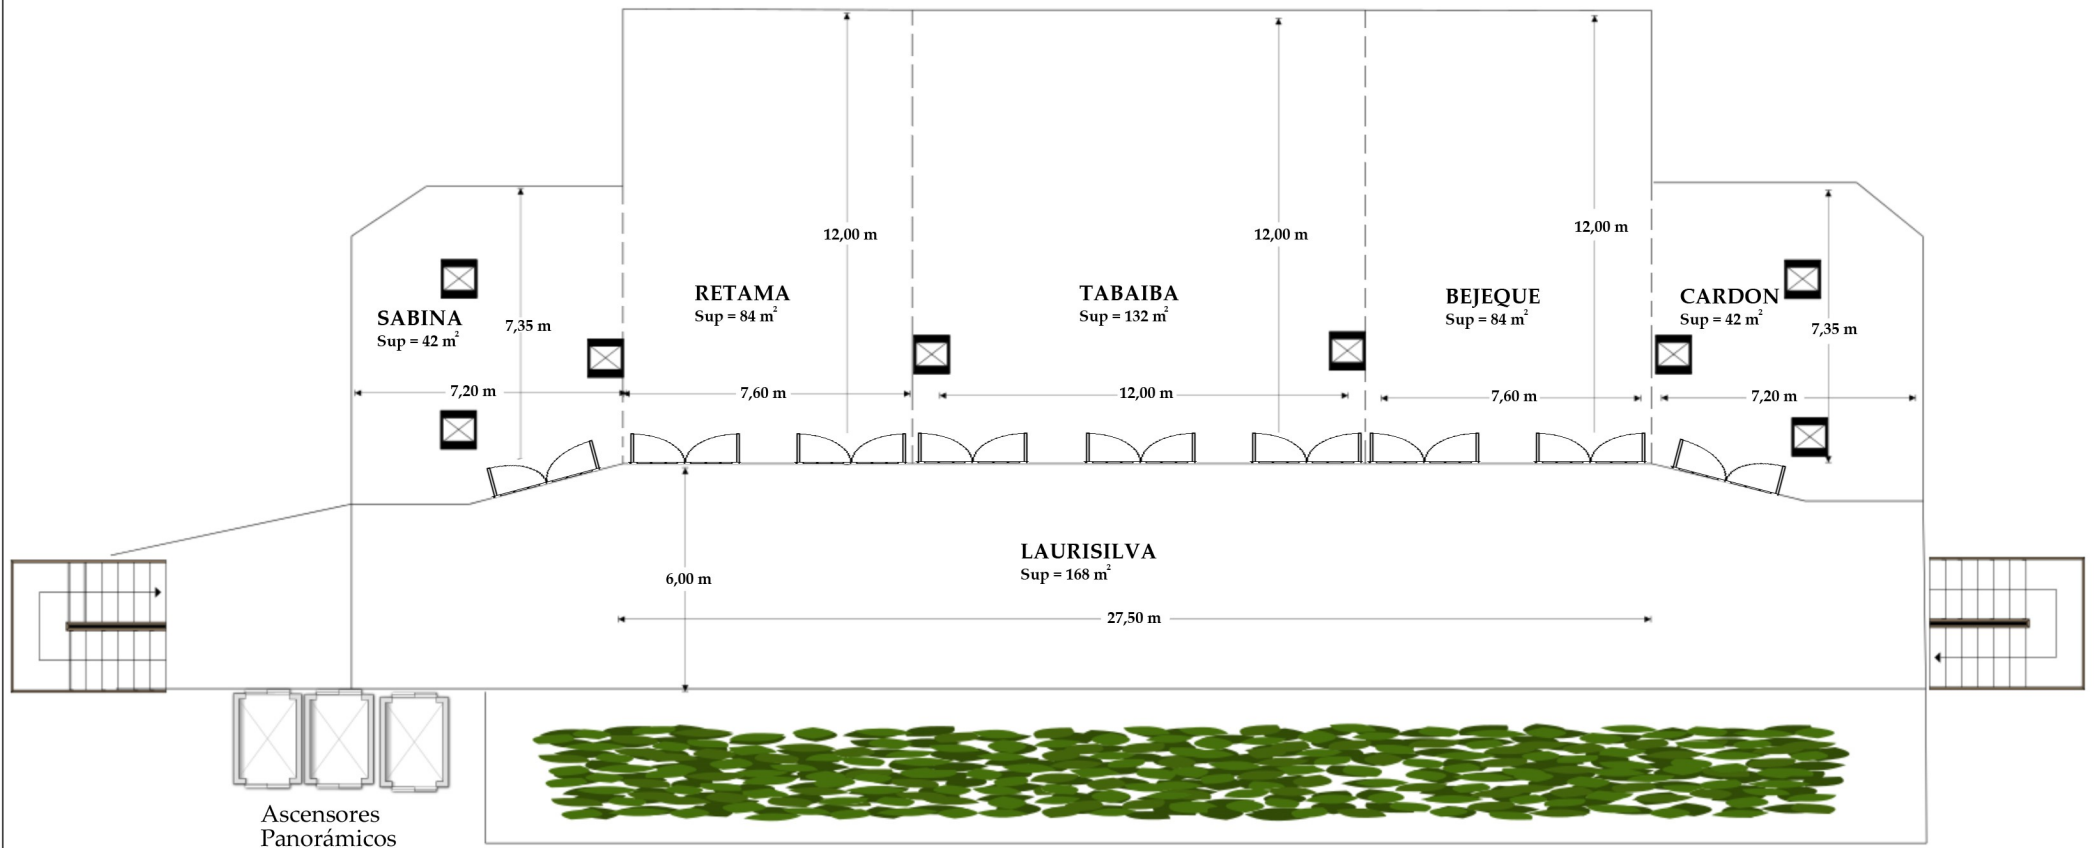 12,00 m
12,00 m
12,00 m
RETAMA
Sup = 84 m²
TABAIBA
Sup = 132 m²
BEJEQUE
Sup = 84 m²
CARDON
Sup = 42 m²
SABINA
Sup = 42 m²
7,35 m
7,35 m
7,20 m
7,60 m
12,00 m
7,60 m
7,20 m
LAURISILVA
Sup = 168 m²
6,00 m
27,50 m
Ascensores
Panorámicos